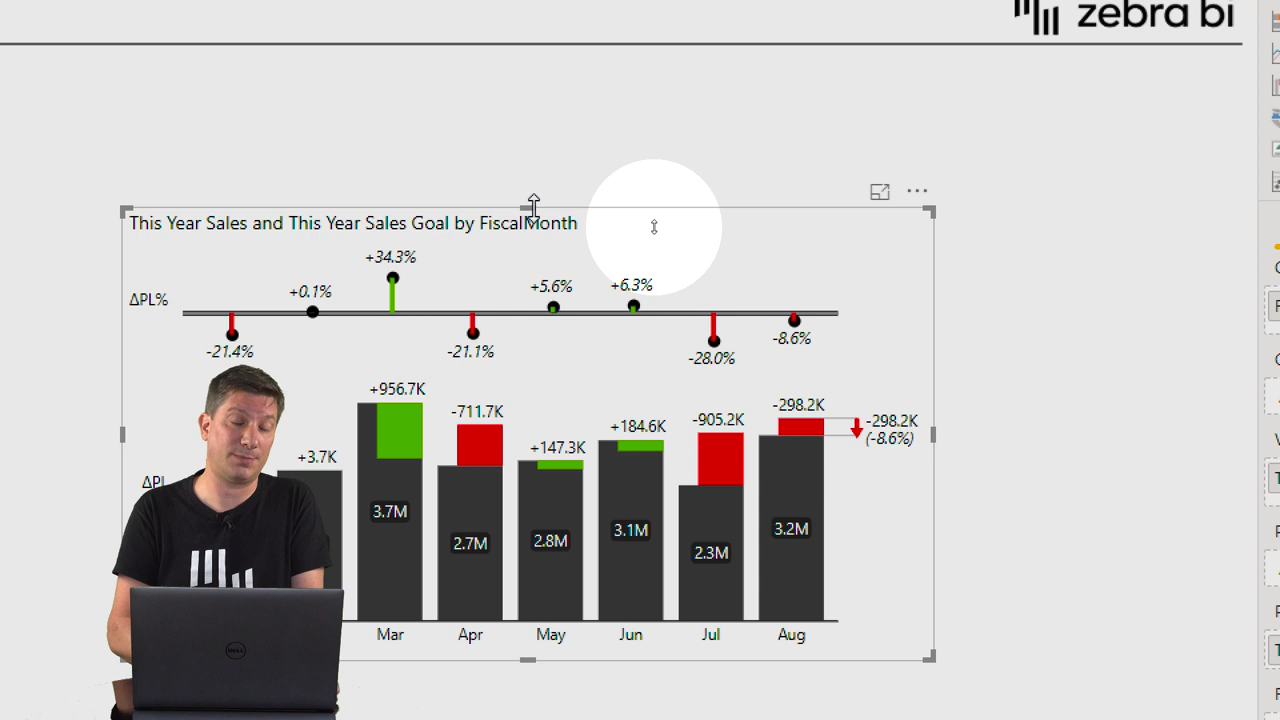 zebra bi
This Year Sales and This Year Sales Goal by FiscalMonth
+34.3%
+0.1%
+5.6%
+6.3%
ΔPL%
-21.4%
-21.1%
-28.0%
-8.6%
+956.7K
-711.7K
-905.2K
-298.2K
-298.2K
(-8.6%)
+3.7K
+147.3K
+184.6K
ΔPL
3.7M
2.7M
2.8M
3.1M
2.3M
3.2M
Mar
Apr
May
Jun
Jul
Aug
DELL